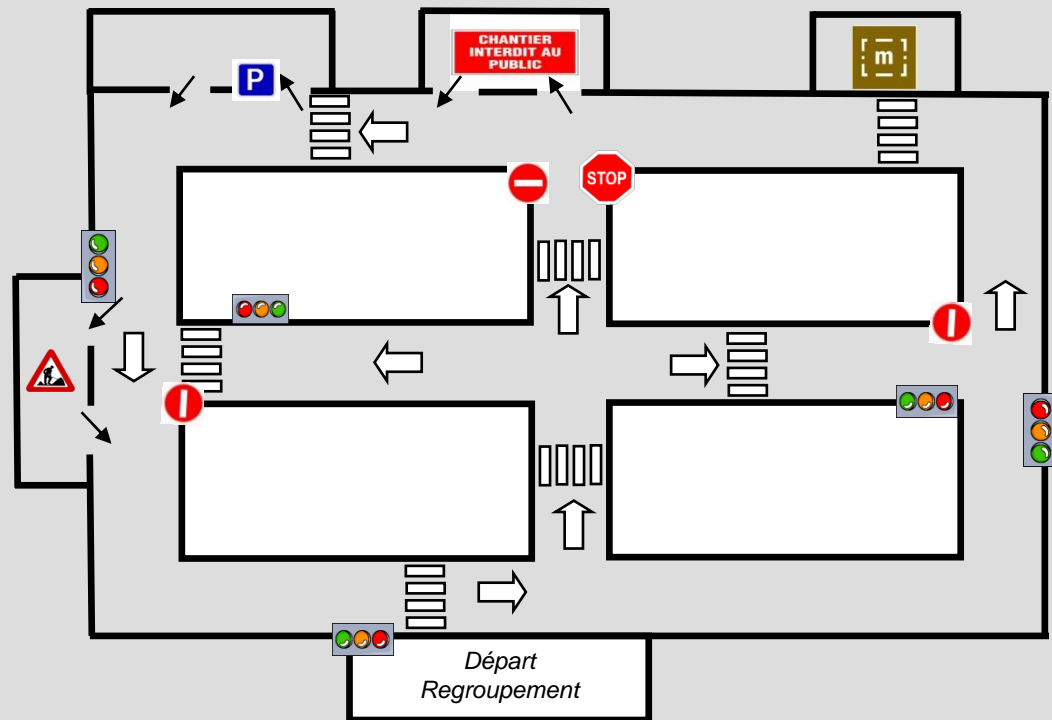 CHANTIER
INTERDIT AU
PUBLIC
m
P
STOP
Départ
Regroupement